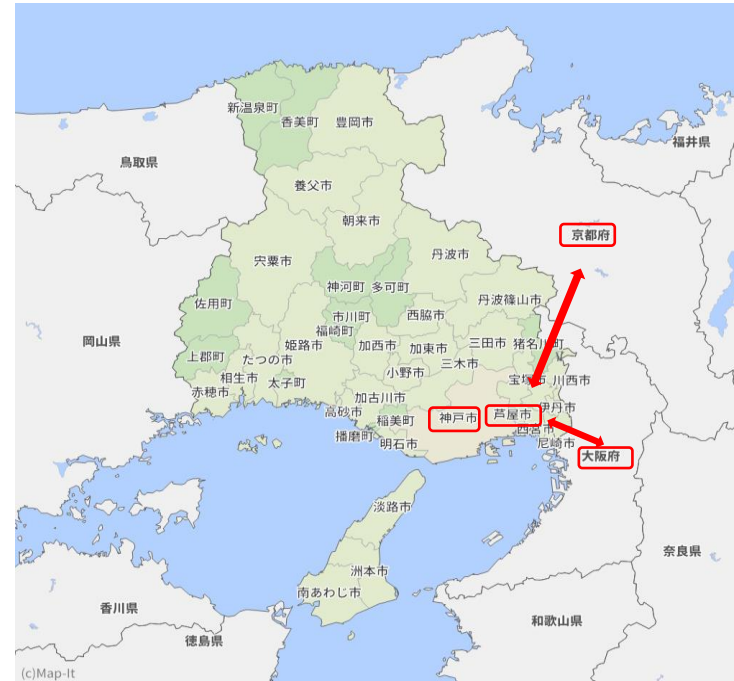 新温泉町
香美町
豊岡市
福井県
鳥取県
養父市
朝来市
京都府
宍粟市
丹波市
神河町
多可町
佐用町
丹波篠山市
市川町
西脇市
岡山県
福崎町
姫路市
加西市
加東市
三田市
猪名川町
上郡町
たつの市
三木市
相生市
太子町
小野市
宝塚市
川西市
赤穂市
加古川市
高砂市
稲美町
神戸市
芦屋市
伊丹市
播磨町
明石市
西宮市
尼崎市
大阪府
淡路市
奈良県
洲本市
南あわじ市
香川県
和歌山県
徳島県
(c)Map-It